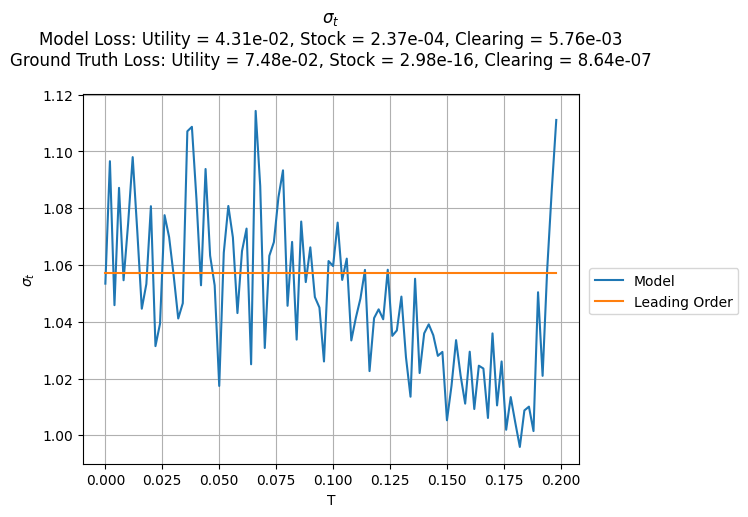 σt
Model Loss: Utility = 4.31e-02, Stock = 2.37e-04, Clearing = 5.76e-03
Ground Truth Loss: Utility = 7.48e-02, Stock = 2.98e-16, Clearing = 8.64e-07
1.12
1.10
1.08
1.06
1.04
1.02
1.00
σt
0.000 0.025 0.050 0.075 0.100 0.125 0.150 0.175 0.200
T
Model
Leading Order